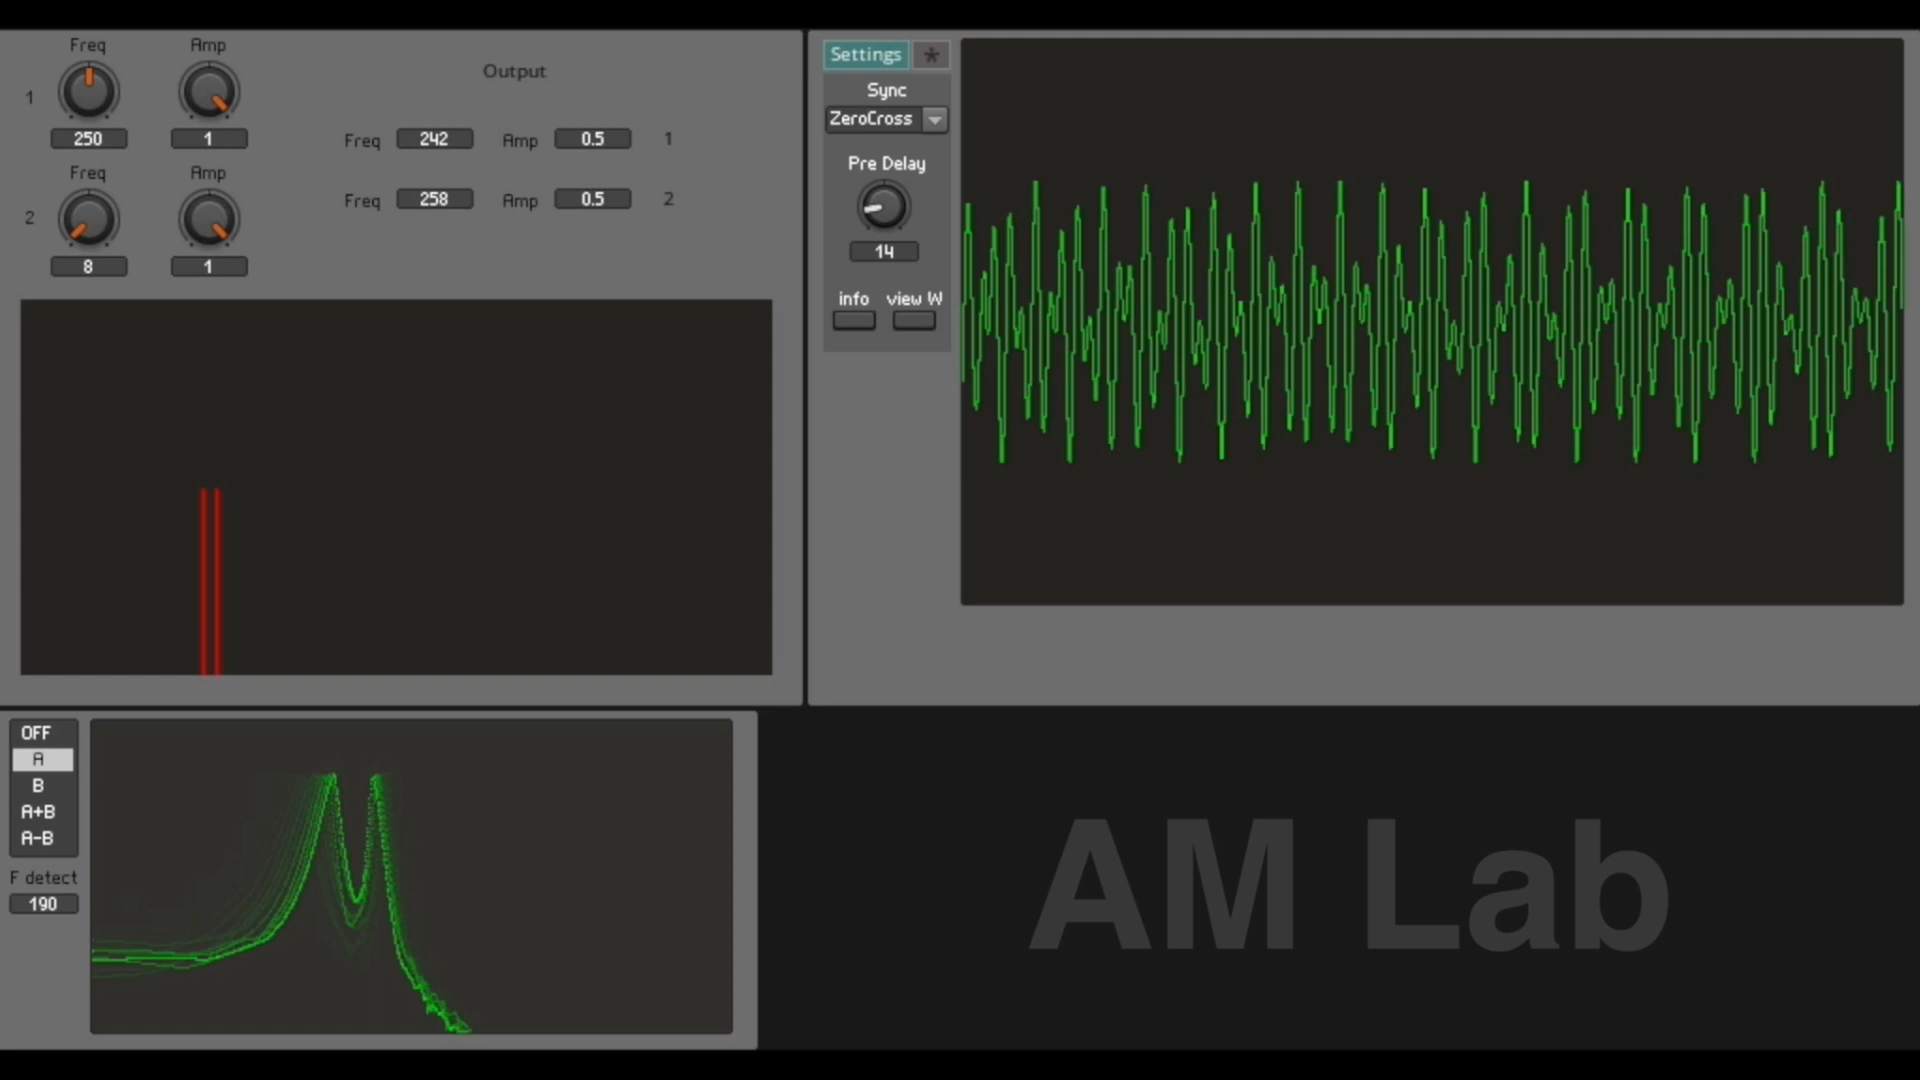 Freq Amp
1
250 1
Freq Amp
2
8 1
Output
Freq 242 Amp 0.5 1
Freq 258 Amp 0.5 2
Settings *
Sync
ZeroCross
Pre Delay
14
info view W
OFF
A
B
A+B
A-B
F detect
190
AM Lab